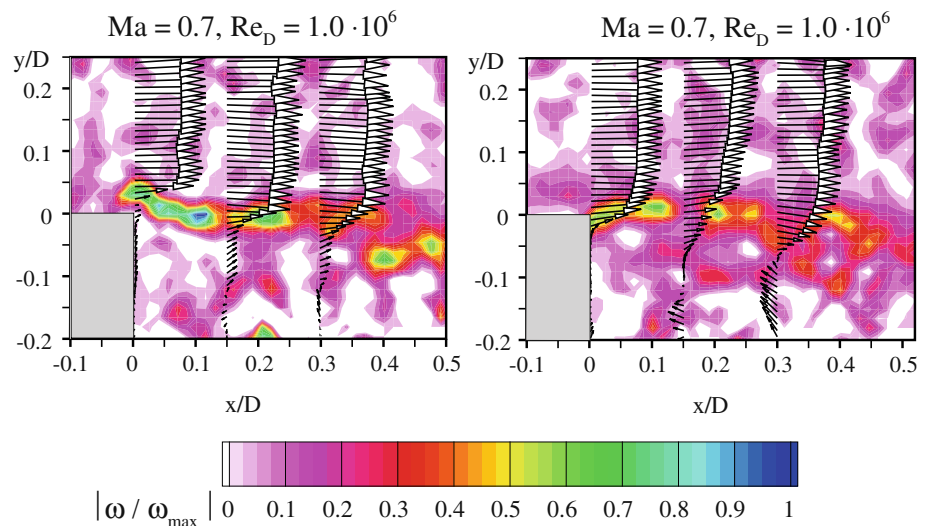 Ma = 0.7, Re_D = 1.0 · 10^6
y/D
0.2
0.1
0
-0.1
-0.2
-0.1 0 0.1 0.2 0.3 0.4 0.5
x/D
Ma = 0.7, Re_D = 1.0 · 10^6
y/D
0.2
0.1
0
-0.1
-0.2
-0.1 0 0.1 0.2 0.3 0.4 0.5
x/D
|ω / ω_max| 0 0.1 0.2 0.3 0.4 0.5 0.6 0.7 0.8 0.9 1